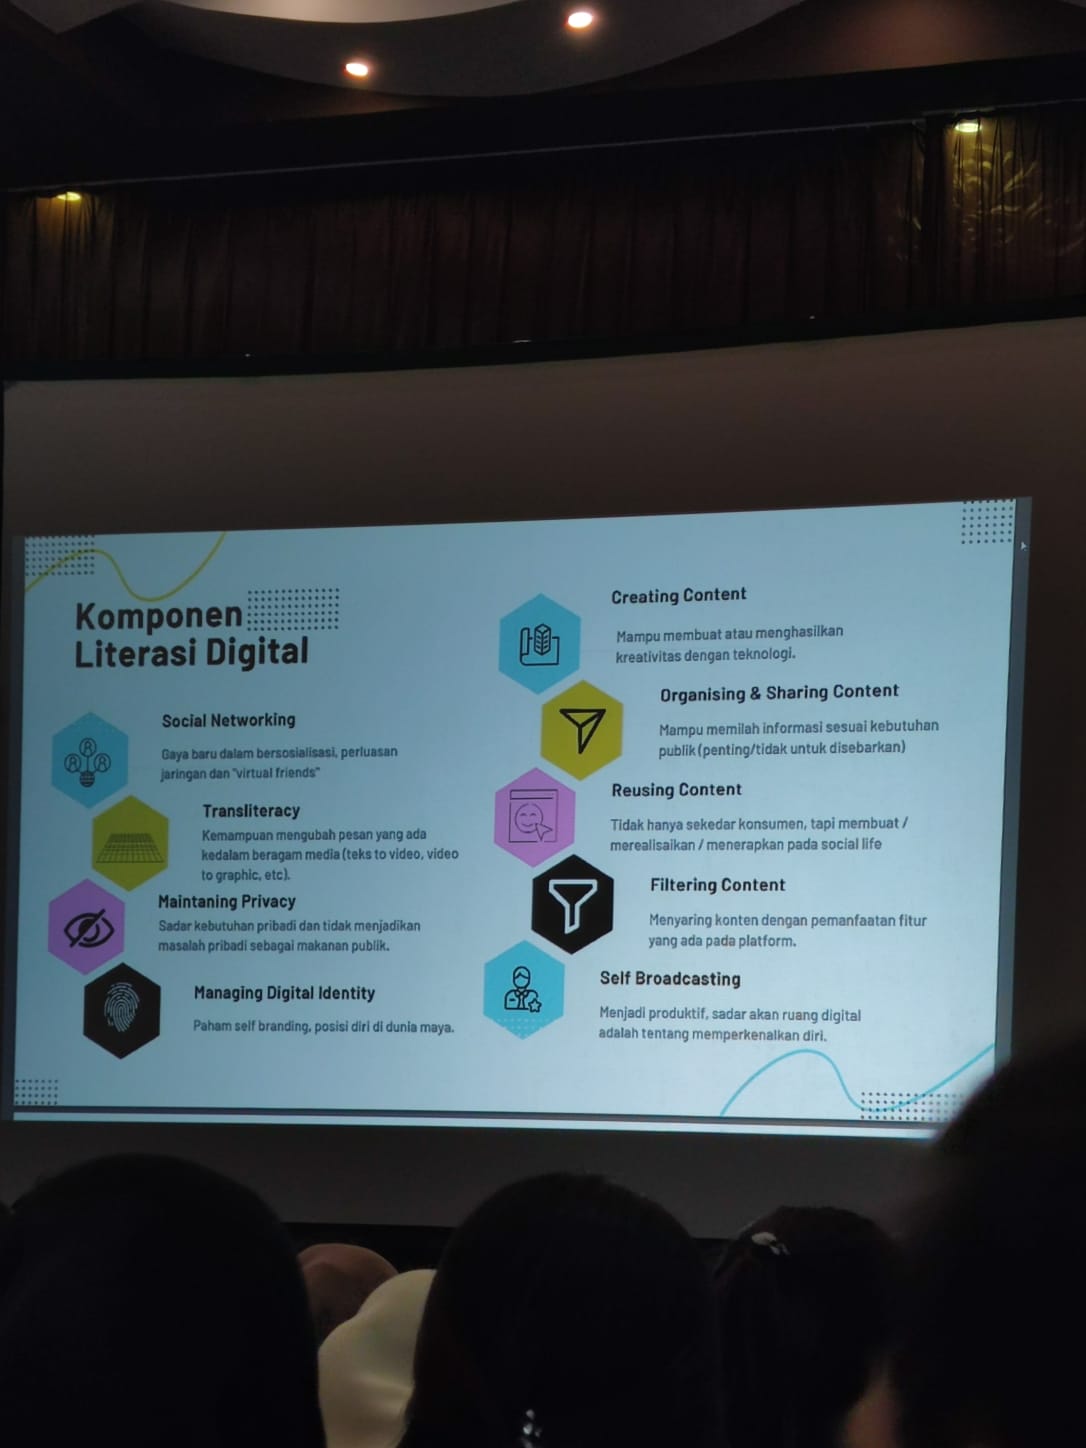 Komponen
Literasi Digital
Social Networking
Gaya baru dalam bersosialisasi, perluasan
jaringan dan "virtual friends"
Transliteracy
Kemampuan mengubah pesan yang ada
kedalam beragam media (teks to video, video
to graphic, etc).
Maintaning Privacy
Sadar kebutuhan pribadi dan tidak menjadikan
masalah pribadi sebagai makanan publik.
Managing Digital Identity
Paham self branding, posisi diri di dunia maya.
Creating Content
Mampu membuat atau menghasilkan
kreativitas dengan teknologi.
Organising & Sharing Content
Mampu memilah informasi sesuai kebutuhan
publik (penting/tidak untuk disebarkan)
Reusing Content
Tidak hanya sekedar konsumen, tapi membuat /
merealisaikan / menerapkan pada social life
Filtering Content
Menyaring konten dengan pemanfaatan fitur
yang ada pada platform.
Self Broadcasting
Menjadi produktif, sadar akan ruang digital
adalah tentang memperkenalkan diri.